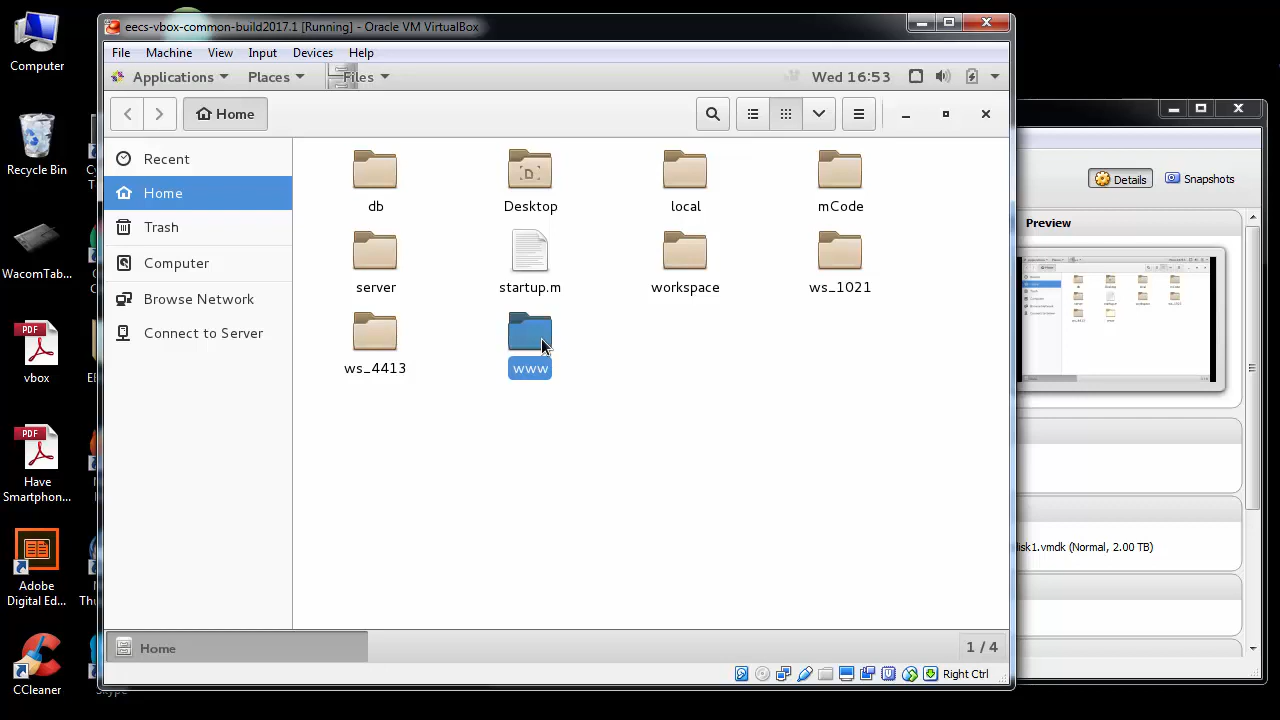 eecs-vbox-common-build2017.1 [Running] - Oracle VM VirtualBox
File Machine View Input Devices Help
Applications Places Files Wed 16:53
Home
Recent
Home
Trash
Computer
Browse Network
Connect to Server
db Desktop local mCode
server startup.m workspace ws_1021
ws_4413 www
Home 1 / 4
Right Ctrl
Computer
Recycle Bin
WacomTab...
PDF
vbox
PDF
Have
Smartphon...
Adobe
Digital Ed...
CCleaner
Skype
Details Snapshots
Preview
isk1.vmdk (Normal, 2.00 TB)